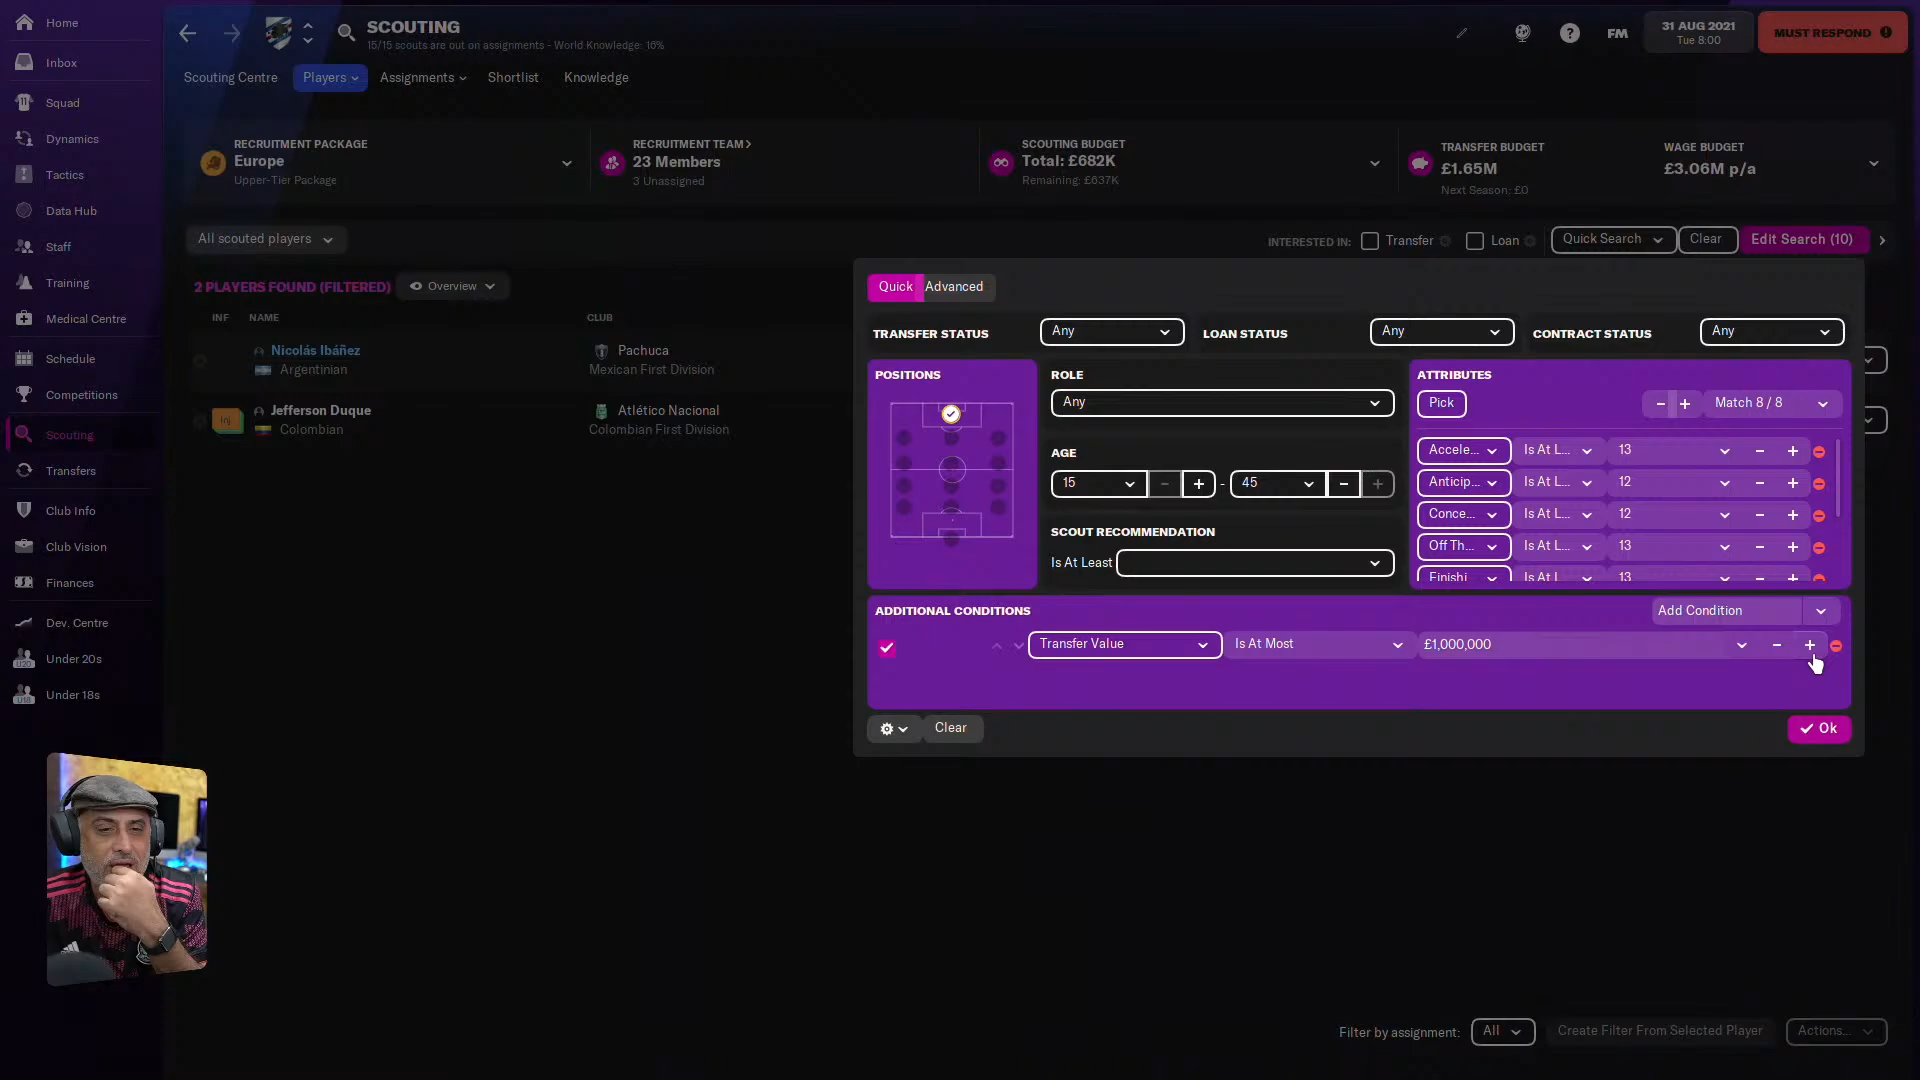 Home
Inbox
Squad
Dynamics
Tactics
Data Hub
Staff
Training
Medical Centre
Schedule
Competitions
Scouting
Transfers
Club Info
Club Vision
Finances
Dev. Centre
Under 20s
Under 18s
SCOUTING
15/15 scouts are out on assignments - World Knowledge: 16%
FM
31 AUG 2021
Tue 8:00
MUST RESPOND
Scouting Centre
Players
Assignments
Shortlist
Knowledge
RECRUITMENT PACKAGE
Europe
Upper-Tier Package
RECRUITMENT TEAM
23 Members
3 Unassigned
SCOUTING BUDGET
Total: £682K
Remaining: £637K
TRANSFER BUDGET
£1.65M
Next Season: £0
WAGE BUDGET
£3.06M p/a
All scouted players
INTERESTED IN:
Transfer
Loan
Quick Search
Clear
Edit Search (10)
2 PLAYERS FOUND (FILTERED)
Overview
INF
NAME
CLUB
Nicolás Ibáñez
Argentinian
Pachuca
Mexican First Division
Inj
Jefferson Duque
Colombian
Atlético Nacional
Colombian First Division
Quick
Advanced
TRANSFER STATUS
Any
LOAN STATUS
Any
CONTRACT STATUS
Any
POSITIONS
ROLE
Any
AGE
15
-
45
SCOUT RECOMMENDATION
Is At Least
ATTRIBUTES
Pick
Match 8 / 8
Accele... Is At L... 13
Anticip... Is At L... 12
Conce... Is At L... 12
Off Th... Is At L... 13
Finishi Is At L 13
ADDITIONAL CONDITIONS
Add Condition
Transfer Value
Is At Most
£1,000,000
Clear
Ok
Filter by assignment:
All
Create Filter From Selected Player
Actions...